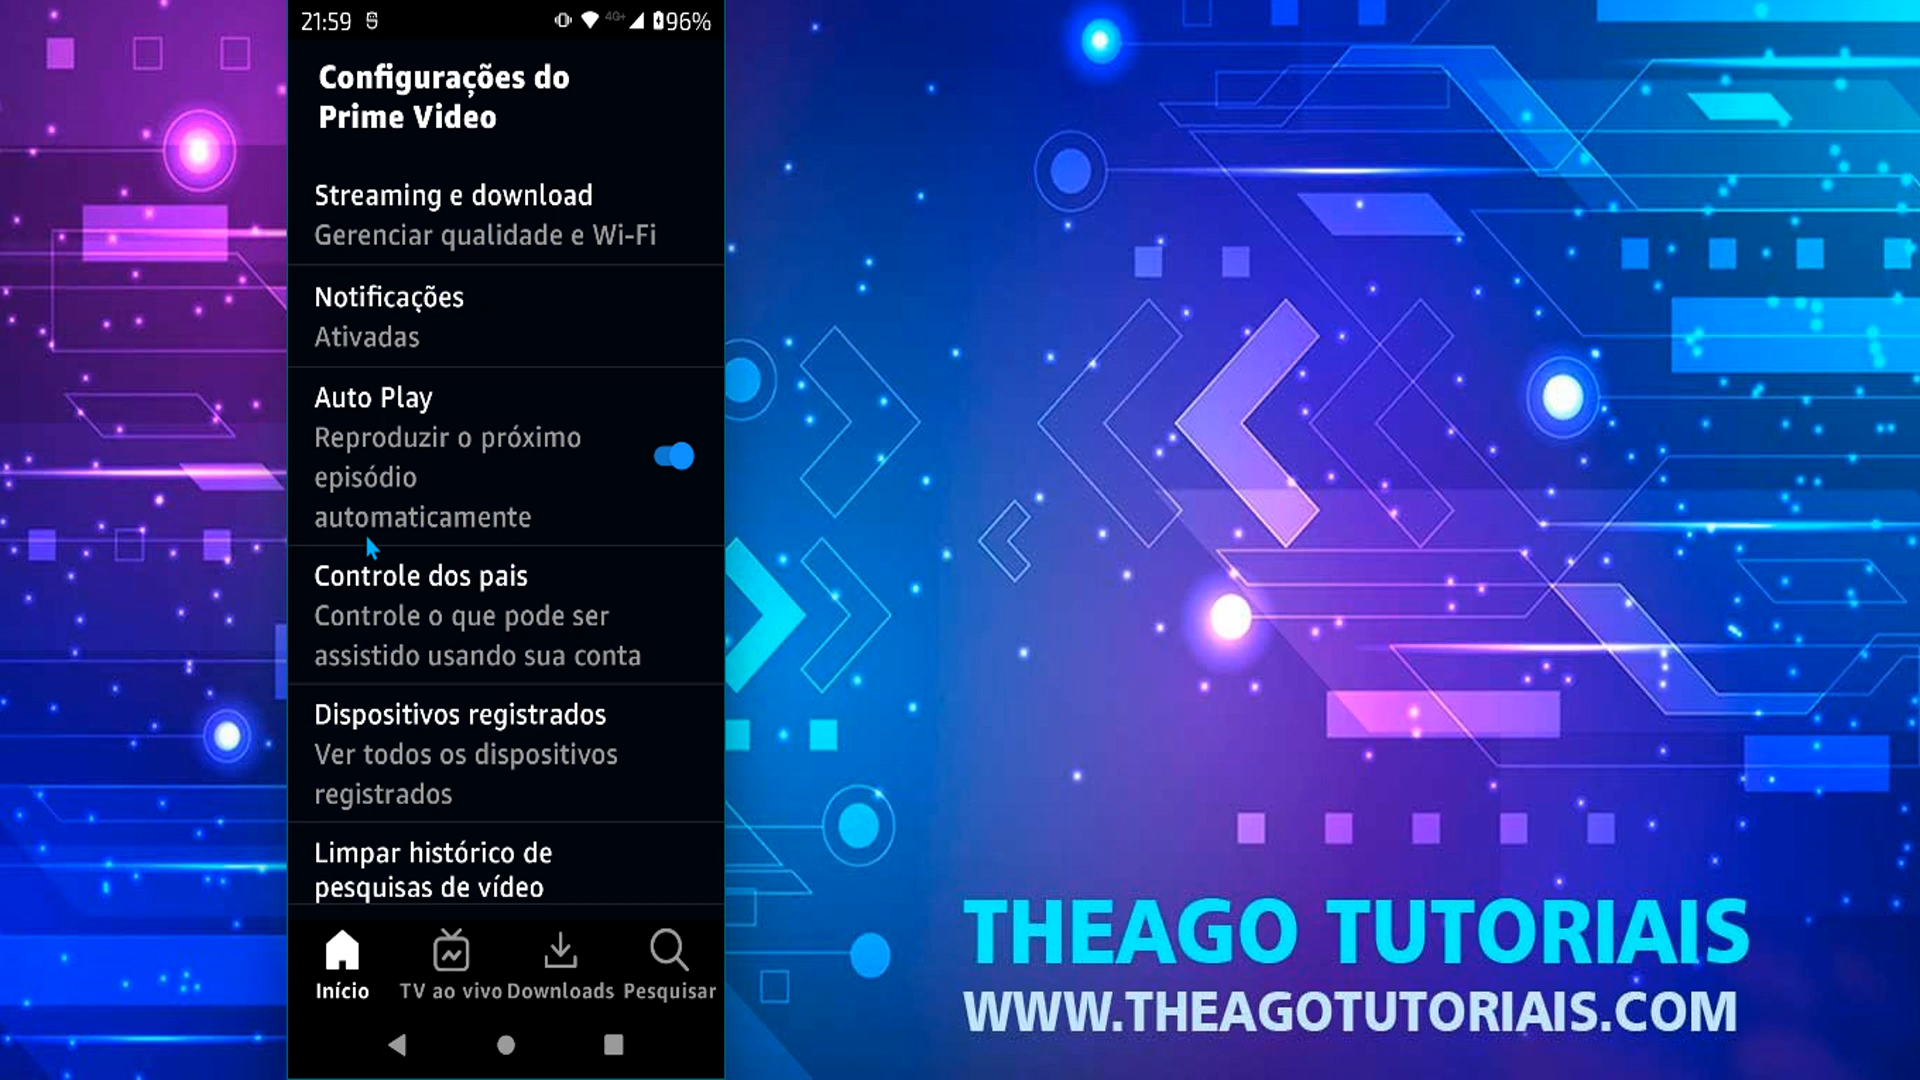 21:59
4G+
96%
Configurações do
Prime Video
Streaming e download
Gerenciar qualidade e Wi-Fi
Notificações
Ativadas
Auto Play
Reproduzir o próximo
episódio
automaticamente
Controle dos pais
Controle o que pode ser
assistido usando sua conta
Dispositivos registrados
Ver todos os dispositivos
registrados
Limpar histórico de
pesquisas de vídeo
Início
TV ao vivo
Downloads
Pesquisar
THEAGO TUTORIAIS
WWW.THEAGOTUTORIAIS.COM